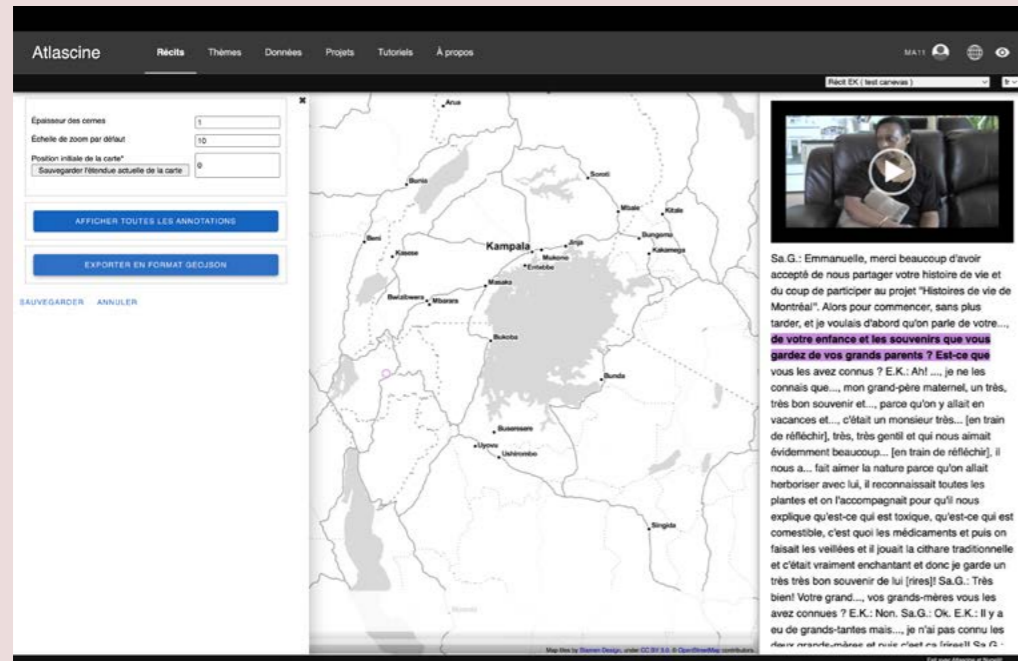 Atlascine
Récits Thèmes Données Projets Tutoriels À propos
MA11
Récit EK ( test canevas )
fr
Épaisseur des cernes
1
Échelle de zoom par défaut
10
Position initiale de la carte*
Sauvegarder l'étendue actuelle de la carte
0
AFFICHER TOUTES LES ANNOTATIONS
EXPORTER EN FORMAT GEOJSON
SAUVEGARDER ANNULER
Arua
Bunia
Soroti
Mbale
Kitale
Beni
Kasese
Kampala
Jinja
Bungoma
Mukono
Kakamega
Entebbe
Masaka
Bwizibwera
Mbarara
Bukoba
Bunda
Busanssere
Uyovu
Ushirombo
Singida
Map tiles by Stamen Design, under CC BY 3.0. © OpenStreetMap contributors.
Sa.G.: Emmanuelle, merci beaucoup d'avoir
accepté de nous partager votre histoire de vie et
du coup de participer au projet "Histoires de vie de
Montréal". Alors pour commencer, sans plus
tarder, et je voulais d'abord qu'on parle de votre...,
de votre enfance et les souvenirs que vous
gardez de vos grands parents ? Est-ce que
vous les avez connus ? E.K.: Ah! ..., je ne les
connais que..., mon grand-père maternel, un très,
très bon souvenir et..., parce qu'on y allait en
vacances et..., c'était un monsieur très... [en train
de réfléchir], très, très gentil et qui nous aimait
évidemment beaucoup... [en train de réfléchir], il
nous a... fait aimer la nature parce qu'on allait
herboriser avec lui, il reconnaissait toutes les
plantes et on l'accompagnait pour qu'il nous
explique qu'est-ce qui est toxique, qu'est-ce qui est
comestible, c'est quoi les médicaments et puis on
faisait les veillées et il jouait la cithare traditionnelle
et c'était vraiment enchantant et donc je garde un
très très bon souvenir de lui [rires]! Sa.G.: Très
bien! Votre grand..., vos grands-mères vous les
avez connues ? E.K.: Non. Sa.G.: Ok. E.K.: Il y a
eu de grands-tantes mais..., je n'ai pas connu les
deux grands-mères et puis c'est ça [rires]! Sa.G.: